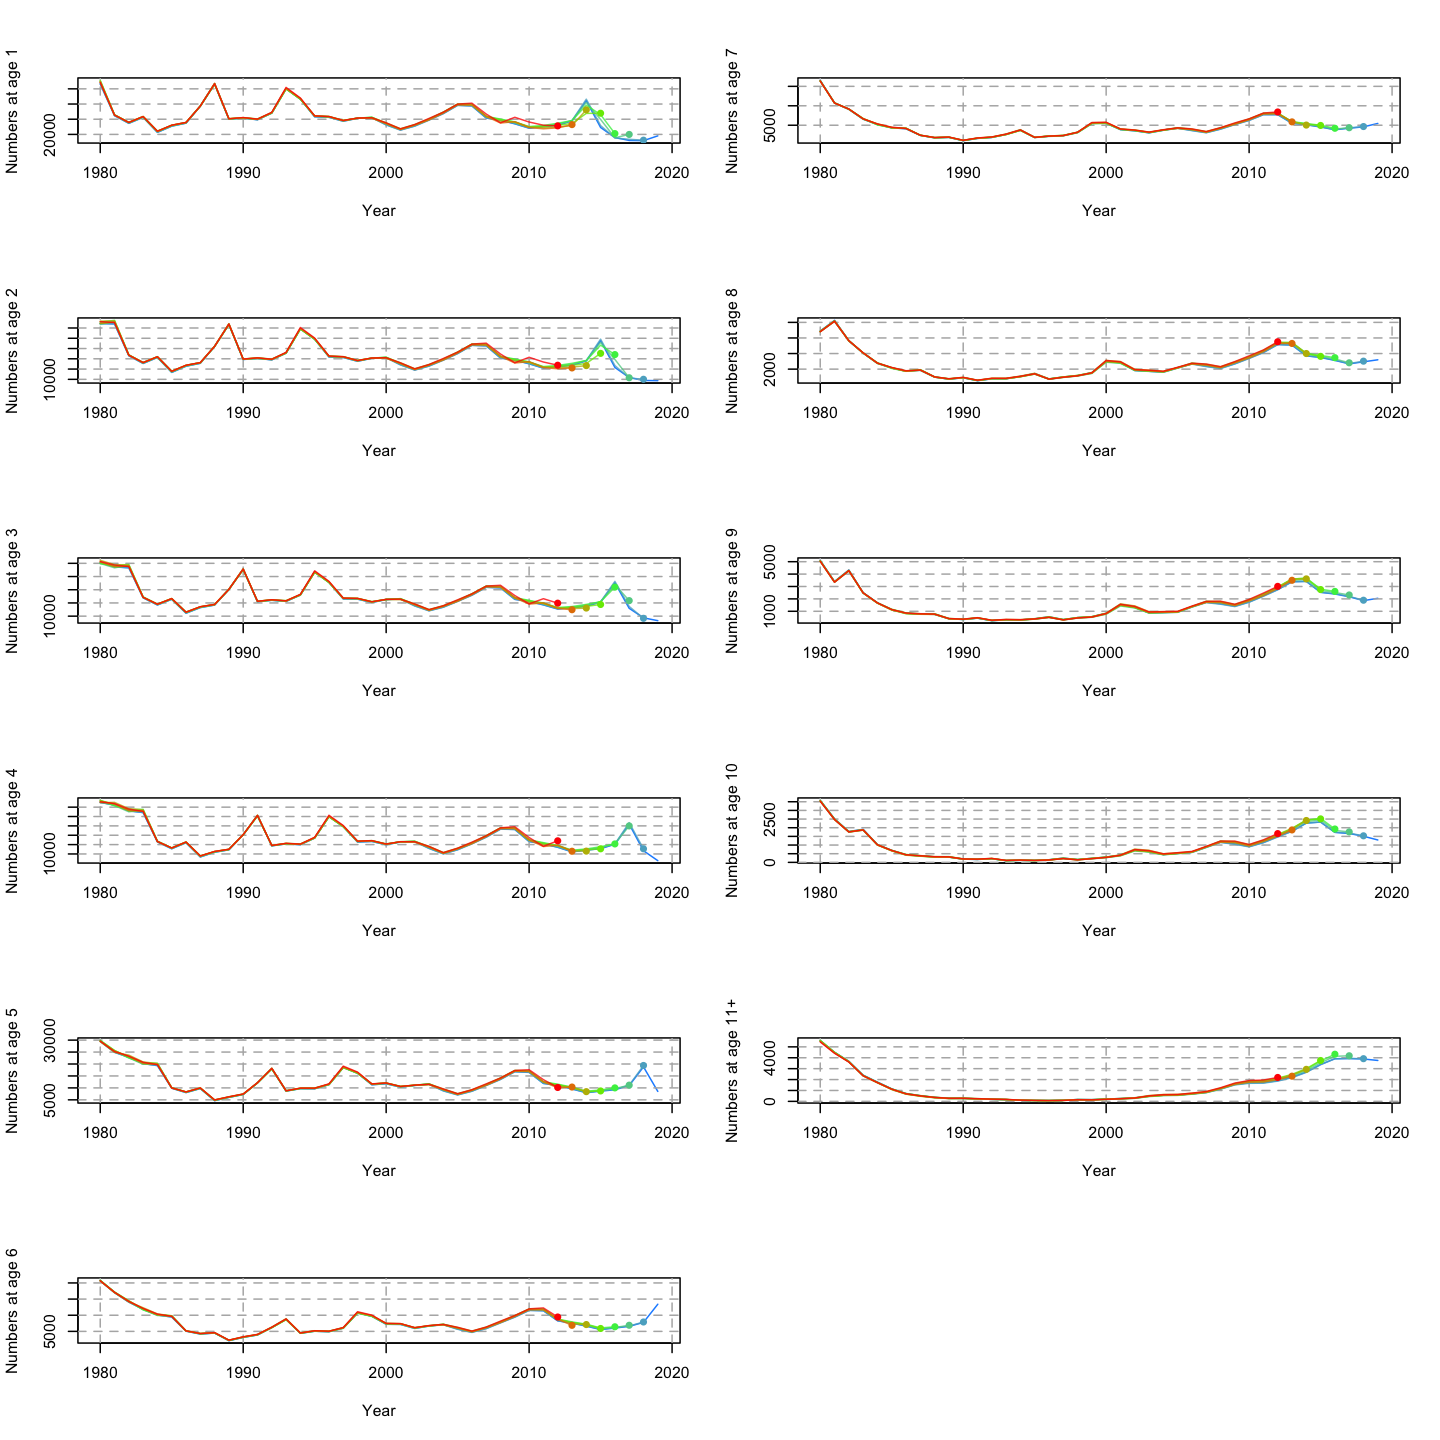 Numbers at age 1
20000
1980 1990 2000 2010 2020
Year
Numbers at age 7
5000
1980 1990 2000 2010 2020
Year
Numbers at age 2
10000
1980 1990 2000 2010 2020
Year
Numbers at age 8
2000
1980 1990 2000 2010 2020
Year
Numbers at age 3
10000
1980 1990 2000 2010 2020
Year
Numbers at age 9
1000 5000
1980 1990 2000 2010 2020
Year
Numbers at age 4
10000
1980 1990 2000 2010 2020
Year
Numbers at age 10
0 2500
1980 1990 2000 2010 2020
Year
Numbers at age 5
5000 30000
1980 1990 2000 2010 2020
Year
Numbers at age 11+
0 4000
1980 1990 2000 2010 2020
Year
Numbers at age 6
5000
1980 1990 2000 2010 2020
Year